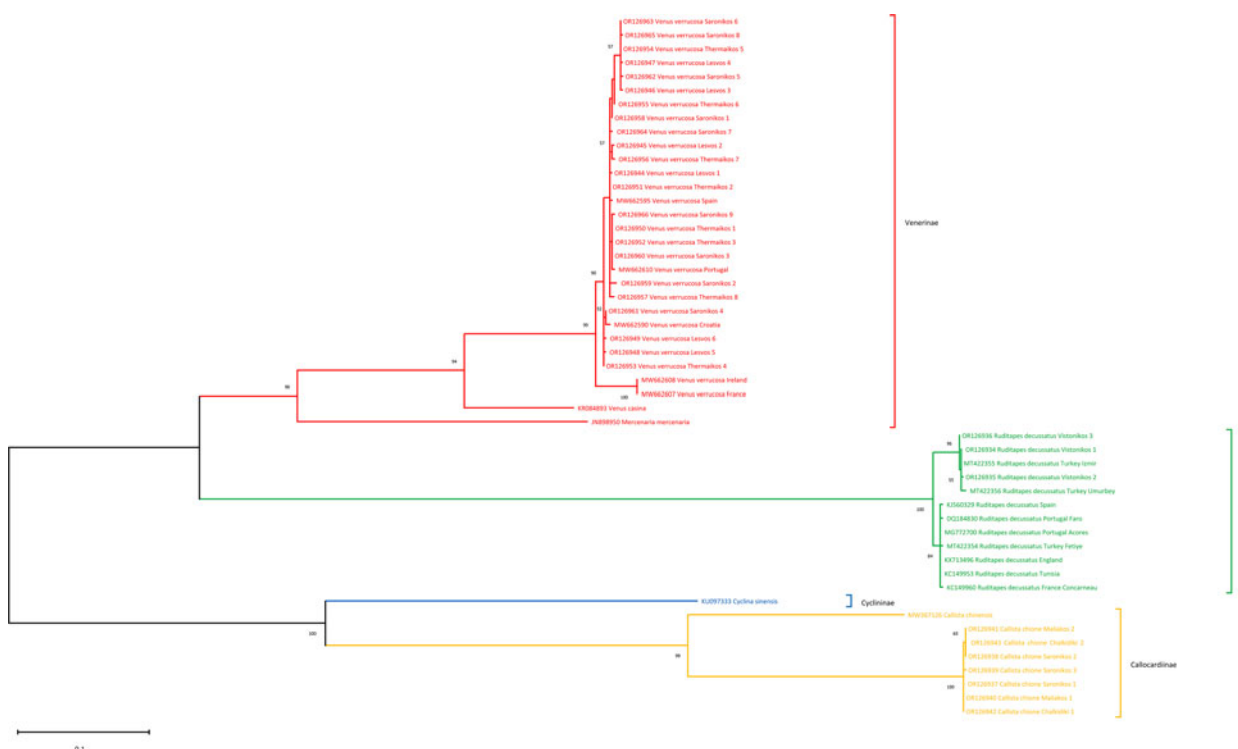 OR126963 Venus verrucosa Saronikos 6
OR126965 Venus verrucosa Saronikos 8
57
OR126954 Venus verrucosa Thermaikos 5
OR126947 Venus verrucosa Lesvos 4
OR126962 Venus verrucosa Saronikos 5
OR126946 Venus verrucosa Lesvos 3
OR126955 Venus verrucosa Thermaikos 6
OR126958 Venus verrucosa Saronikos 1
OR126964 Venus verrucosa Saronikos 7
57
OR126945 Venus verrucosa Lesvos 2
OR126956 Venus verrucosa Thermaikos 7
OR126944 Venus verrucosa Lesvos 1
OR126951 Venus verrucosa Thermaikos 2
MW662595 Venus verrucosa Spain
OR126966 Venus verrucosa Saronikos 9
Venerinae
OR126950 Venus verrucosa Thermaikos 1
OR126952 Venus verrucosa Thermaikos 3
OR126960 Venus verrucosa Saronikos 3
MW662610 Venus verrucosa Portugal
OR126959 Venus verrucosa Saronikos 2
OR126957 Venus verrucosa Thermaikos 8
OR126961 Venus verrucosa Saronikos 4
MW662590 Venus verrucosa Croatia
OR126949 Venus verrucosa Lesvos 6
OR126948 Venus verrucosa Lesvos 5
94
OR126953 Venus verrucosa Thermaikos 4
MW662608 Venus verrucosa Ireland
100
MW662607 Venus verrucosa France
KR084893 Venus casina
JN898950 Mercenaria mercenaria
OR126936 Ruditapes decussatus Vistonikos 3
OR126934 Ruditapes decussatus Vistonikos 1
MT422355 Ruditapes decussatus Turkey Izmir
OR126935 Ruditapes decussatus Vistonikos 2
MT422356 Ruditapes decussatus Turkey Umurbey
100
KJ560329 Ruditapes decussatus Spain
DQ184830 Ruditapes decussatus Portugal Faro
MG772700 Ruditapes decussatus Portugal Acores
MT422354 Ruditapes decussatus Turkey Fetiye
KX713496 Ruditapes decussatus England
KC149953 Ruditapes decussatus Tunisia
KC149960 Ruditapes decussatus France Concarneau
KU097333 Cyclina sinensis
Cyclininae
Callista chinensis
OR126943 Callista chione Maliakos 2
100
Callista chione Chalkidiki 2
OR126938 Callista chione Saronikos 2
99
OR126939 Callista chione Saronikos 3
Callocardiinae
100
OR126937 Callista chione Saronikos 1
OR126940 Callista chione Maliakos 1
Callista chione Chalkidiki 1